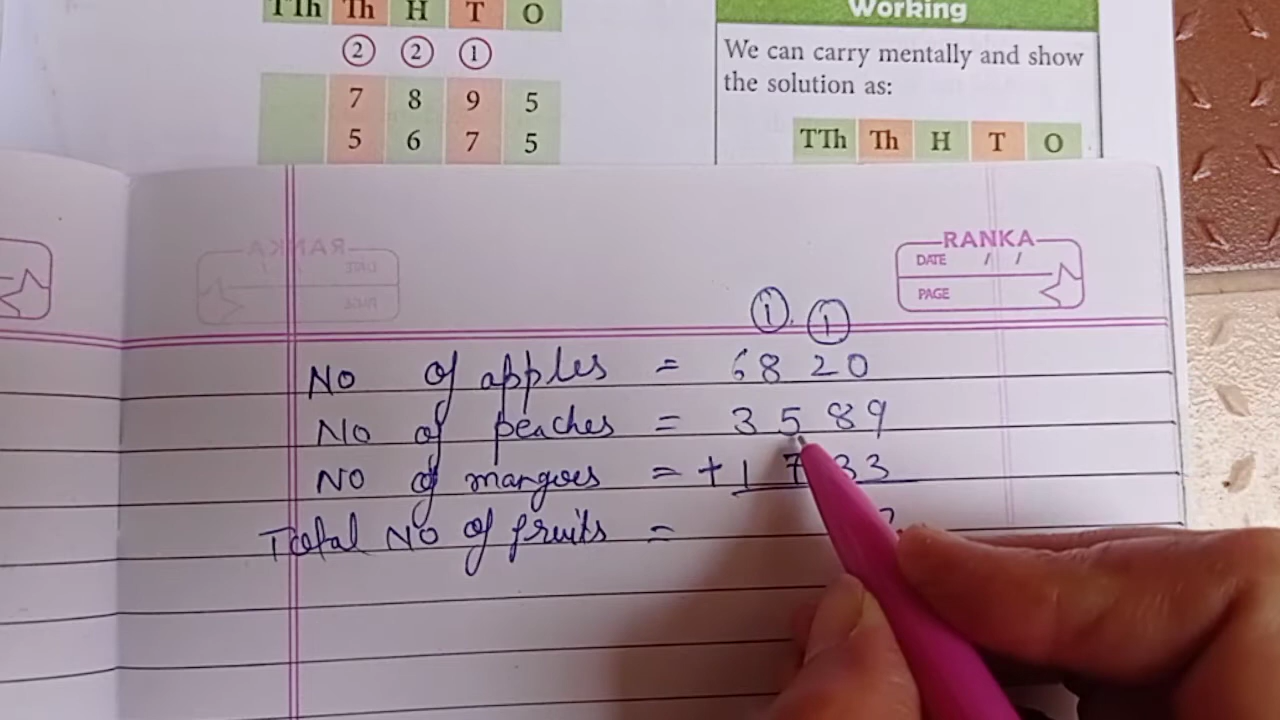 TTh Th H T O
2 2 1
7 8 9 5
5 6 7 5
Working
We can carry mentally and show
the solution as:
TTh Th H T O
RANKA
DATE / /
PAGE
1 1
No of apples = 6820
No of peaches = 3589
No of mangoes = +1733
Total No of fruits =